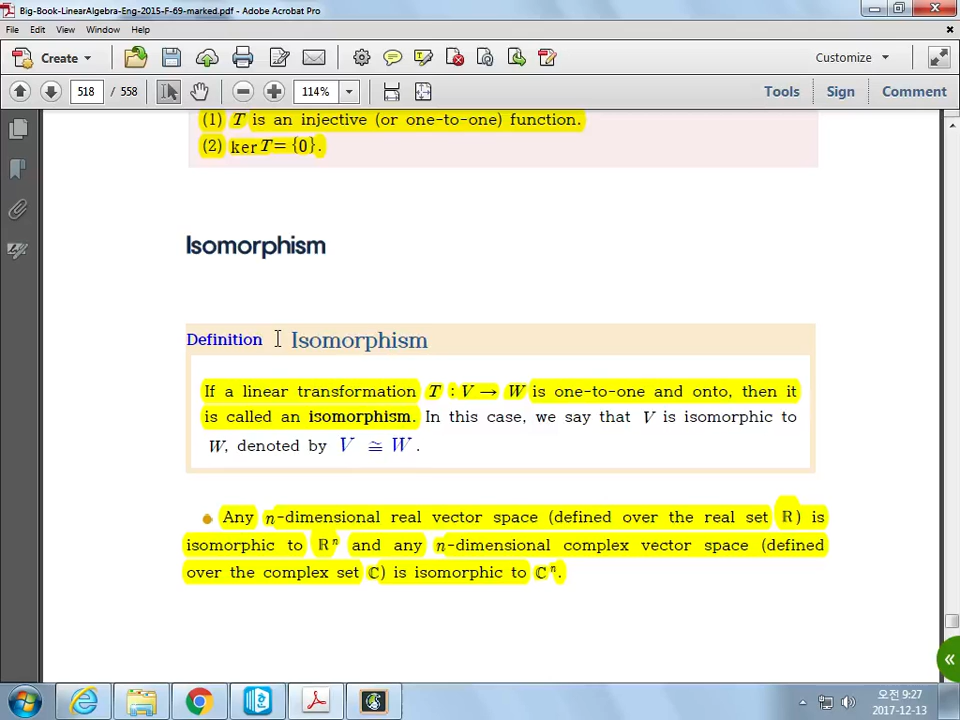 Big-Book-LinearAlgebra-Eng-2015-F-69-marked.pdf - Adobe Acrobat Pro
File Edit View Window Help
Create Customize
518 / 558 114% Tools Sign Comment
(1) T is an injective (or one-to-one) function.
(2) ker T = {0}.
Isomorphism
Definition Isomorphism
If a linear transformation T : V → W is one-to-one and onto, then it
is called an isomorphism. In this case, we say that V is isomorphic to
W, denoted by V ≅ W .
● Any n-dimensional real vector space (defined over the real set ℝ) is
isomorphic to ℝⁿ and any n-dimensional complex vector space (defined
over the complex set ℂ) is isomorphic to ℂⁿ.
오전 9:27
2017-12-13